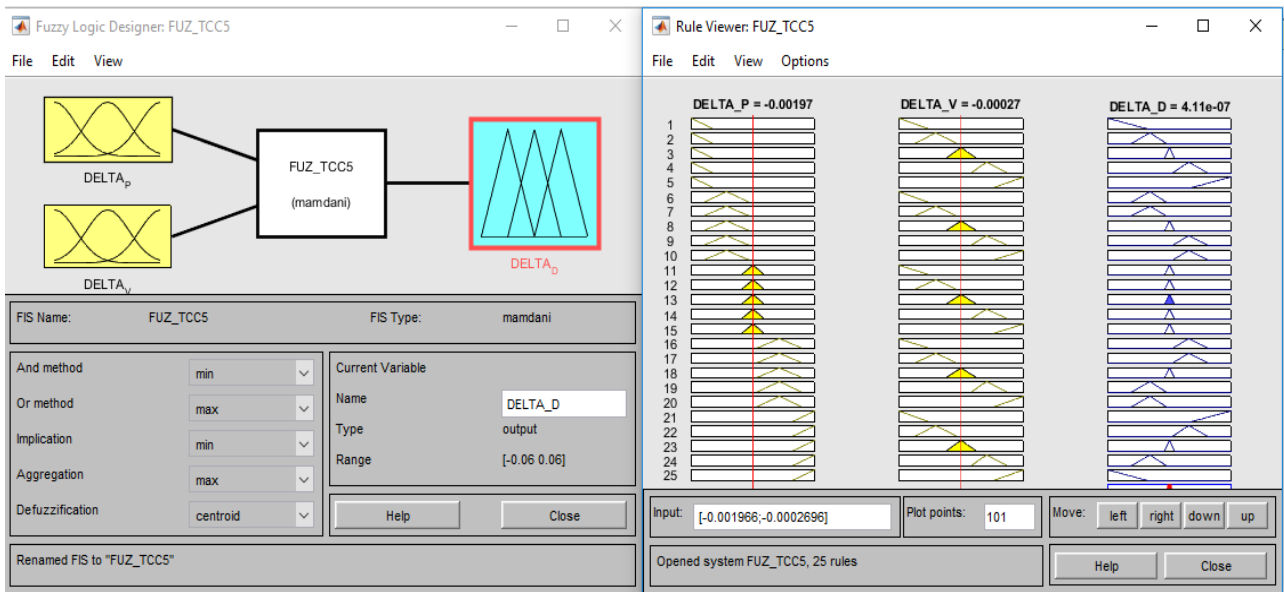 Fuzzy Logic Designer: FUZ_TCC5
File Edit View
DELTA_P
DELTA_V
FUZ_TCC5
(mamdani)
DELTA_D
FIS Name: FUZ_TCC5 FIS Type: mamdani
And method min
Or method max
Implication min
Aggregation max
Defuzzification centroid
Current Variable
Name DELTA_D
Type output
Range [-0.06 0.06]
Help Close
Renamed FIS to "FUZ_TCC5"
Rule Viewer: FUZ_TCC5
File Edit View Options
DELTA_P = -0.00197 DELTA_V = -0.00027 DELTA_D = 4.11e-07
1
2
3
4
5
6
7
8
9
10
11
12
13
14
15
16
17
18
19
20
21
22
23
24
25
Input: [-0.001966;-0.0002696] Plot points: 101 Move: left right down up
Opened system FUZ_TCC5, 25 rules
Help Close